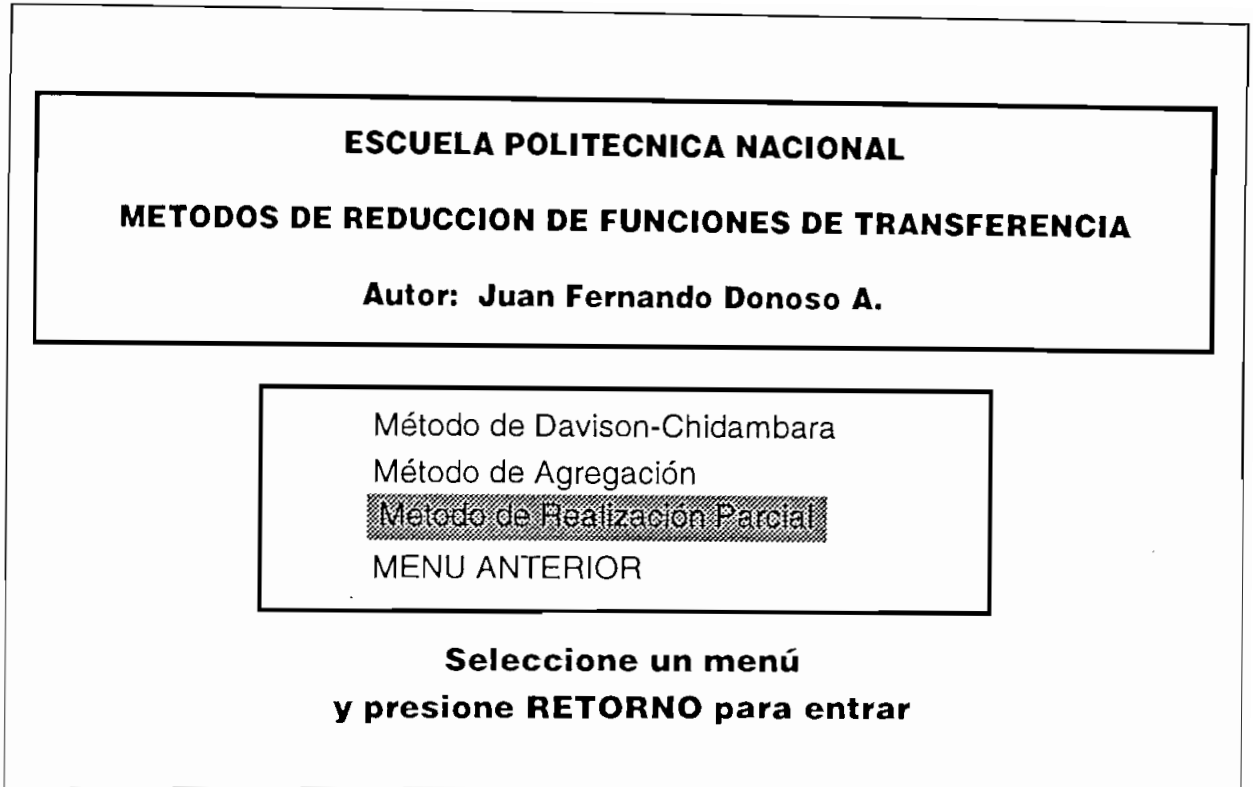 ESCUELA POLITECNICA NACIONAL
METODOS DE REDUCCION DE FUNCIONES DE TRANSFERENCIA
Autor: Juan Fernando Donoso A.
Método de Davison-Chidambara
Método de Agregación
Método de Realización Parcial
MENU ANTERIOR
Seleccione un menú
y presione RETORNO para entrar